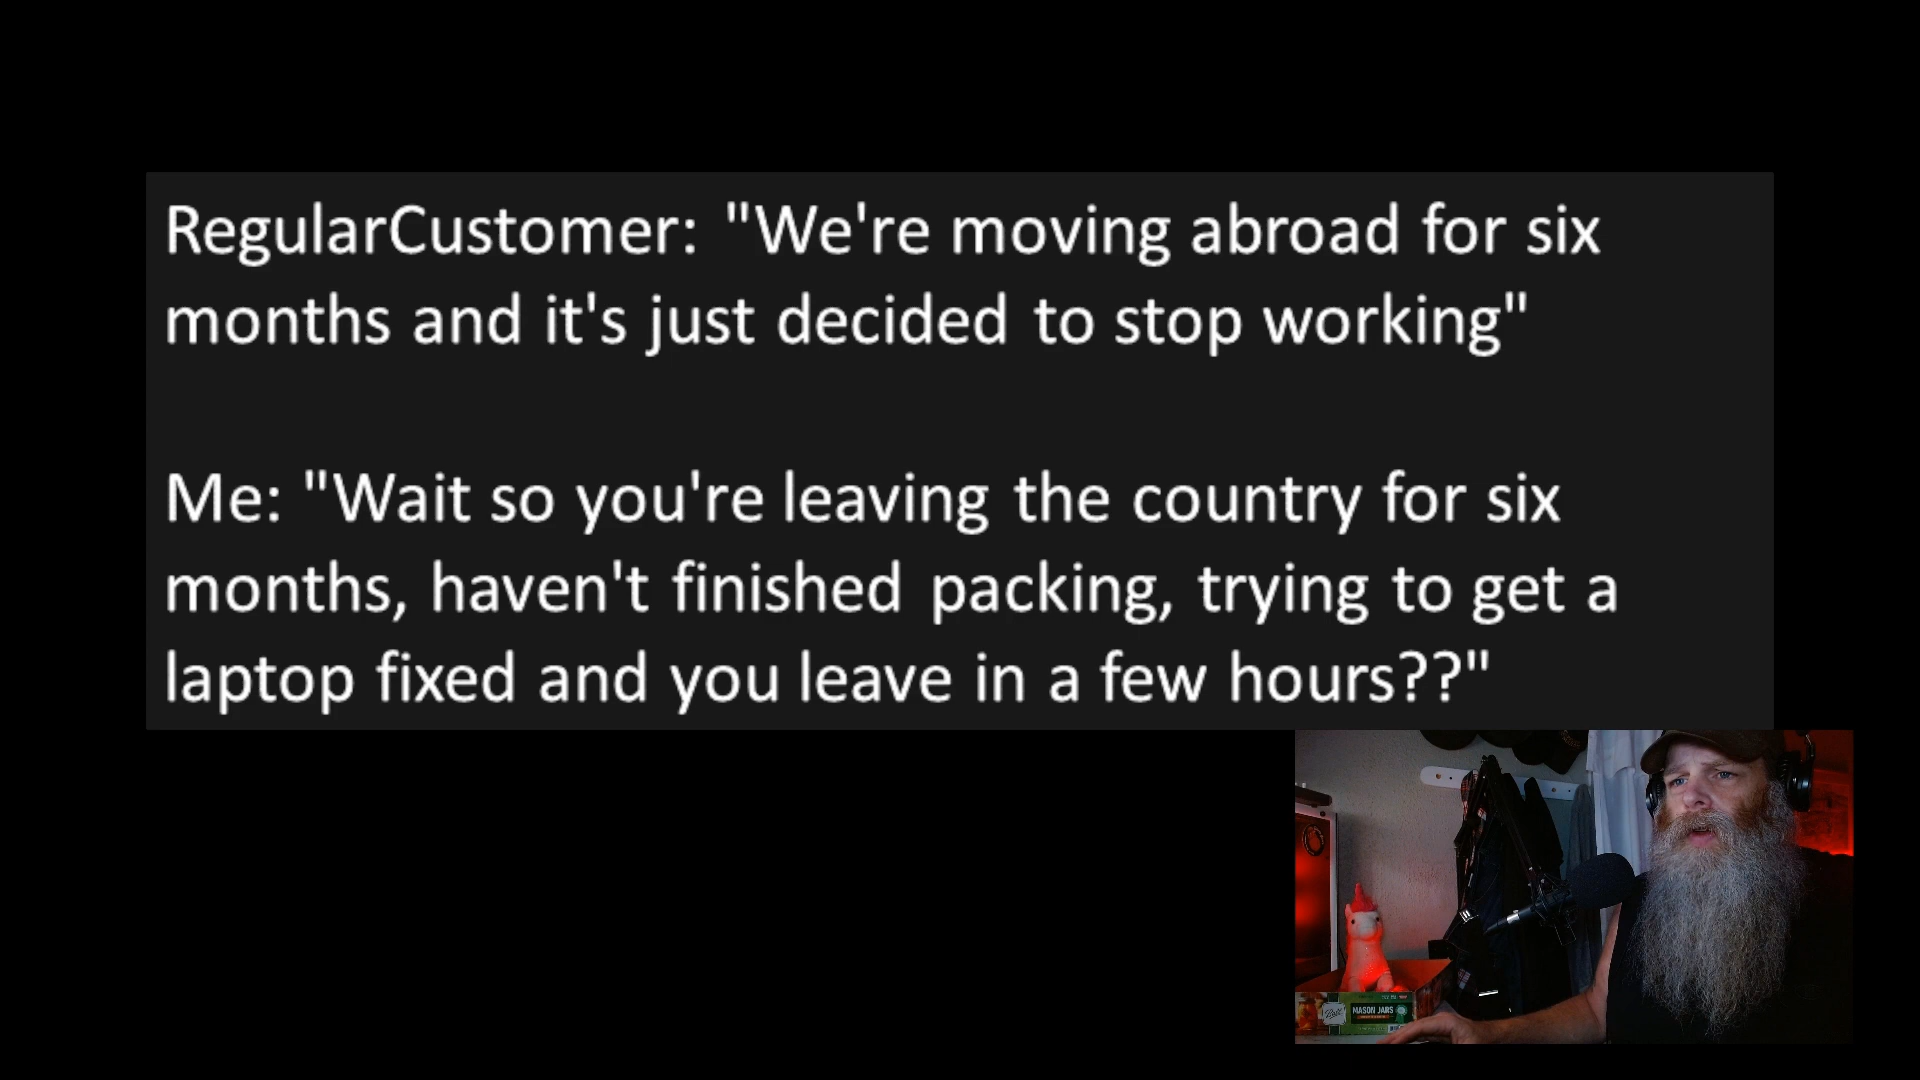 RegularCustomer: "We're moving abroad for six
months and it's just decided to stop working"
Me: "Wait so you're leaving the country for six
months, haven't finished packing, trying to get a
laptop fixed and you leave in a few hours??"
Ball
MASON JARS